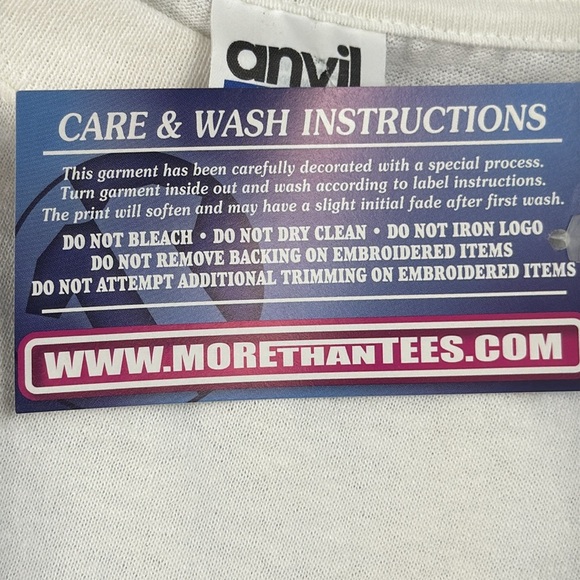 anvil
CARE & WASH INSTRUCTIONS
This garment has been carefully decorated with a special process.
Turn garment inside out and wash according to label instructions.
The print will soften and may have a slight initial fade after first wash.
DO NOT BLEACH • DO NOT DRY CLEAN • DO NOT IRON LOGO
DO NOT REMOVE BACKING ON EMBROIDERED ITEMS
DO NOT ATTEMPT ADDITIONAL TRIMMING ON EMBROIDERED ITEMS
WWW.MORETHANTEES.COM